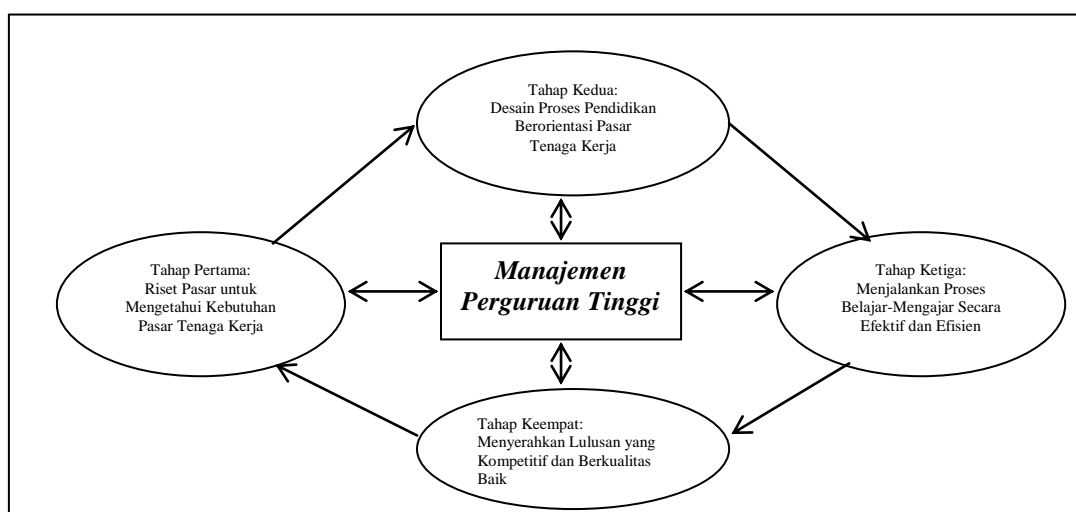 Tahap Kedua:
Desain Proses Pendidikan
Berorientasi Pasar
Tenaga Kerja
Tahap Pertama:
Riset Pasar untuk
Mengetahui Kebutuhan
Pasar Tenaga Kerja
Manajemen
Perguruan Tinggi
Tahap Ketiga:
Menjalankan Proses
Belajar-Mengajar Secara
Efektif dan Efisien
Tahap Keempat:
Menyerahkan Lulusan yang
Kompetitif dan Berkualitas
Baik